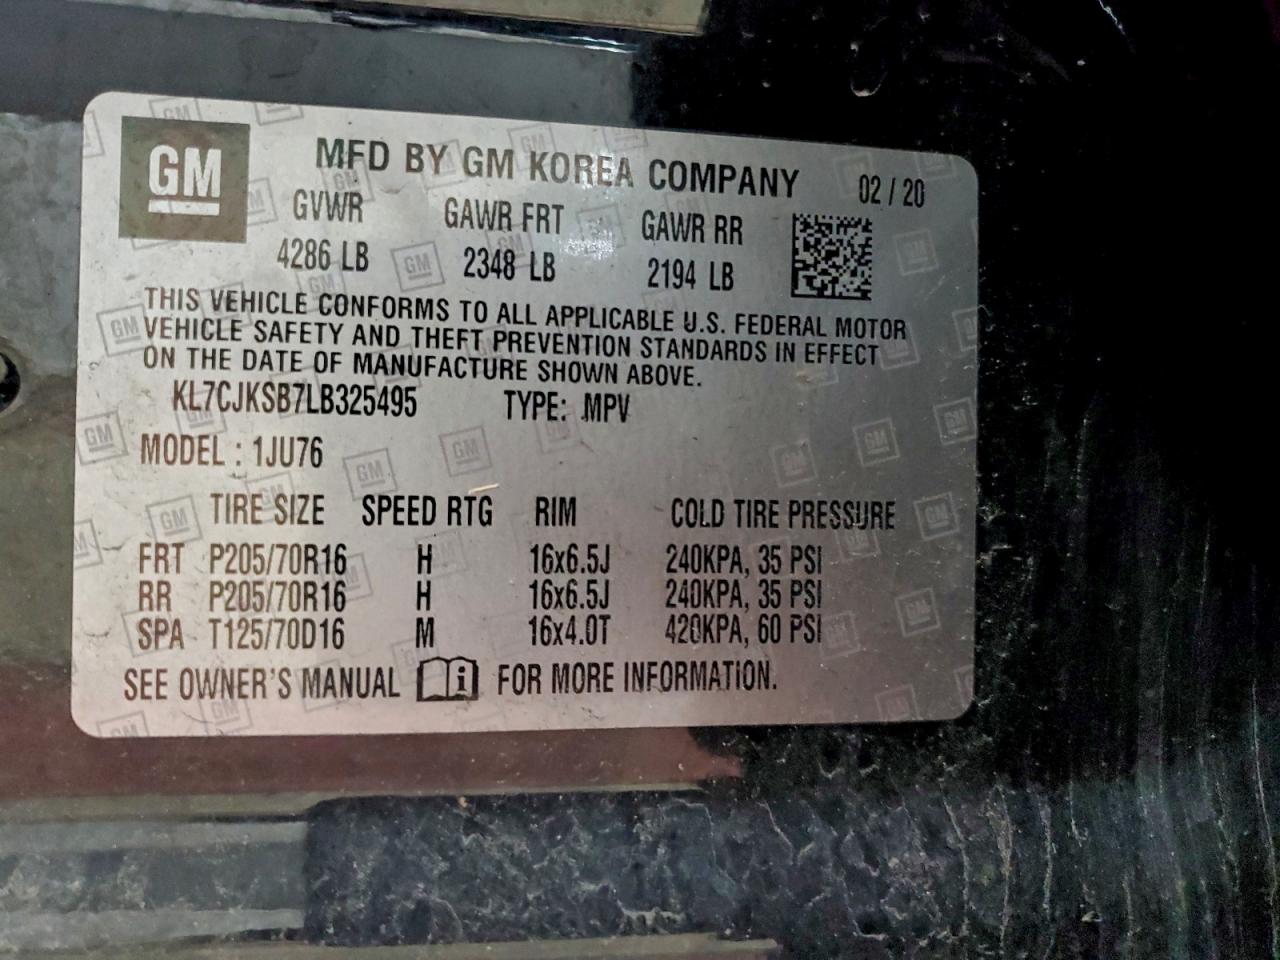 GM
MFD BY GM KOREA COMPANY 02 / 20
GVWR GAWR FRT GAWR RR
4286 LB 2348 LB 2194 LB
THIS VEHICLE CONFORMS TO ALL APPLICABLE U.S. FEDERAL MOTOR
VEHICLE SAFETY AND THEFT PREVENTION STANDARDS IN EFFECT
ON THE DATE OF MANUFACTURE SHOWN ABOVE.
KL7CJKSB7LB325495 TYPE: MPV
MODEL : 1JU76
TIRE SIZE SPEED RTG RIM COLD TIRE PRESSURE
FRT P205/70R16 H 16x6.5J 240KPA, 35 PSI
RR P205/70R16 H 16x6.5J 240KPA, 35 PSI
SPA T125/70D16 M 16x4.0T 420KPA, 60 PSI
SEE OWNER'S MANUAL i FOR MORE INFORMATION.